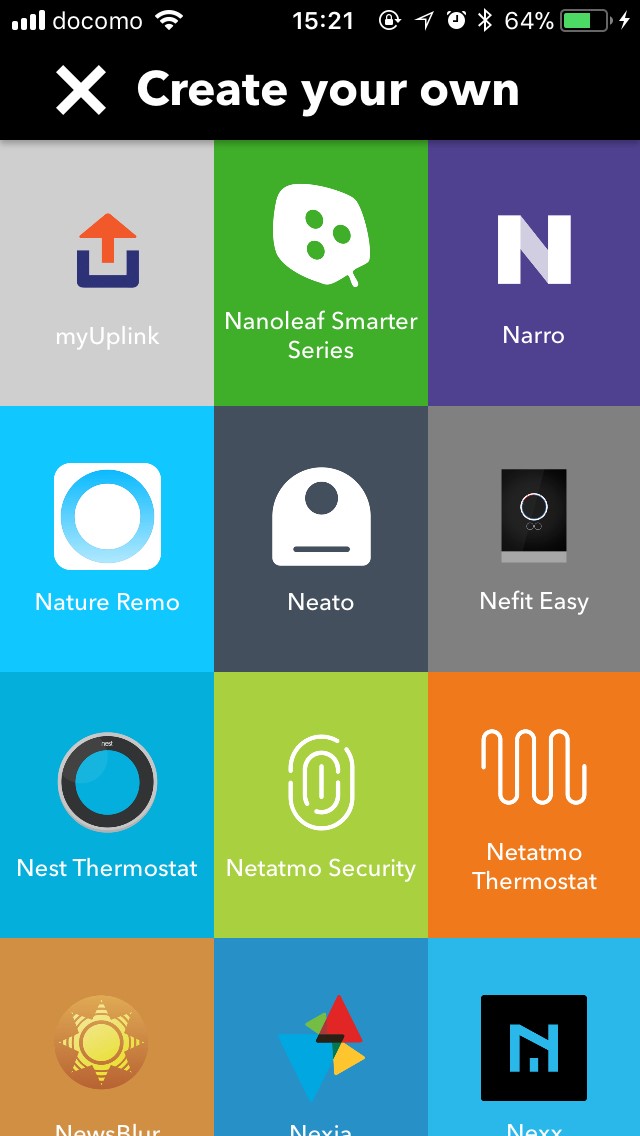 docomo 15:21 64%
Create your own
myUplink
Nanoleaf Smarter
Series
Narro
Nature Remo
Neato
Nefit Easy
nest
Nest Thermostat
Netatmo Security
Netatmo
Thermostat
NewsBlur
Nexia
Nexx